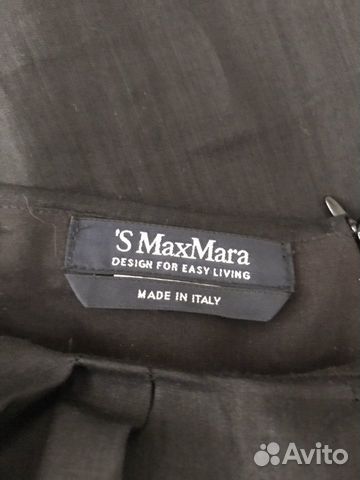 'S MaxMara
DESIGN FOR EASY LIVING
MADE IN ITALY
Avito